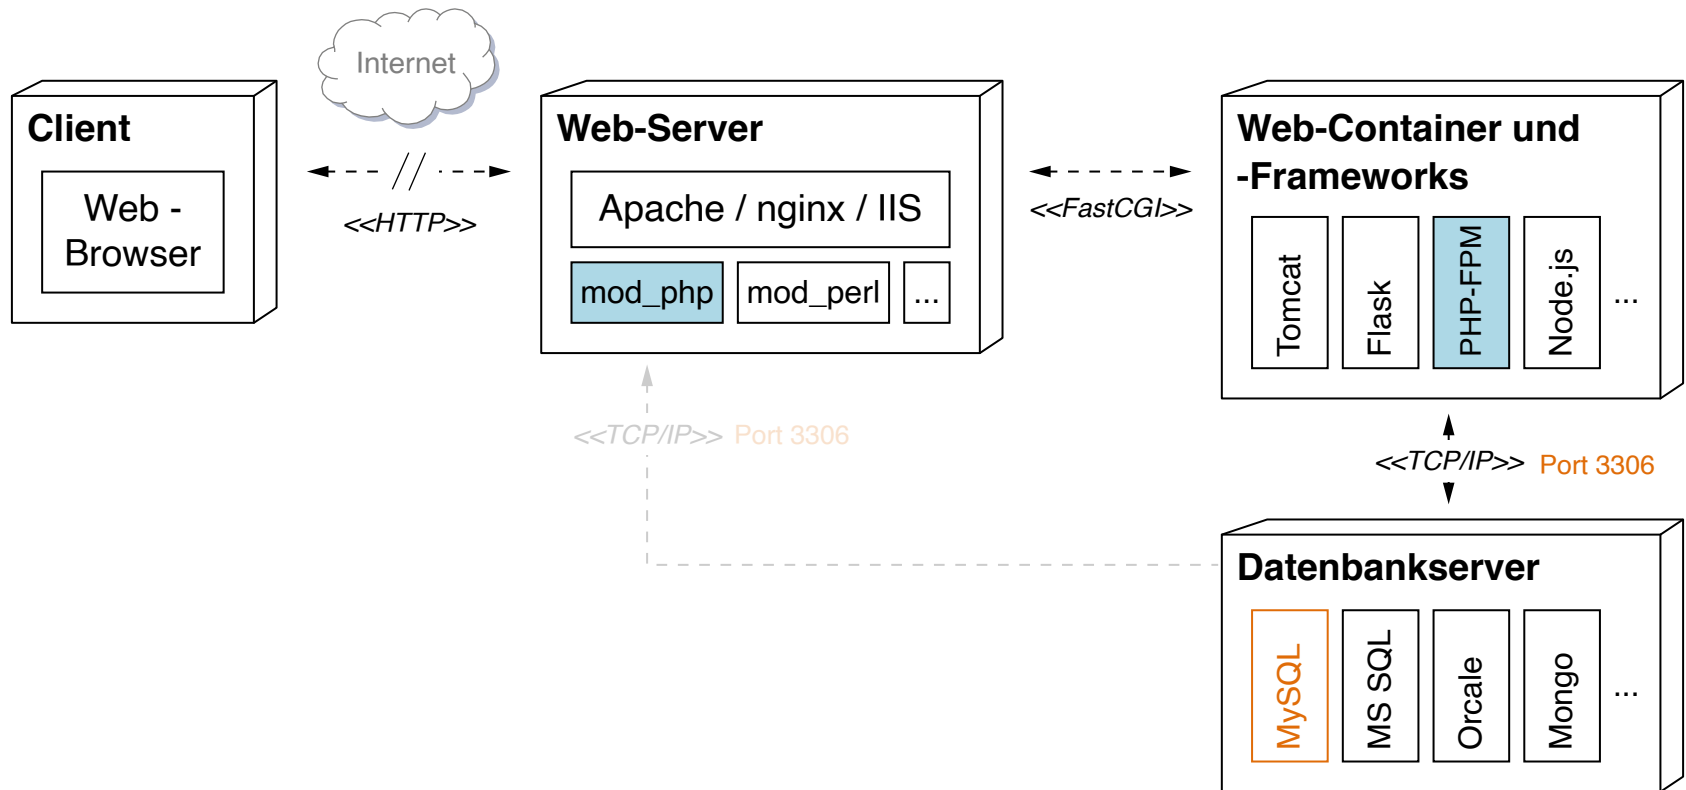 Internet
Client
Web -
Browser
<<HTTP>>
Web-Server
Apache / nginx / IIS
mod_php
mod_perl
...
<<FastCGI>>
Web-Container und
-Frameworks
Tomcat
Flask
PHP-FPM
Node.js
...
<<TCP/IP>> Port 3306
<<TCP/IP>> Port 3306
Datenbankserver
MySQL
MS SQL
Orcale
Mongo
...